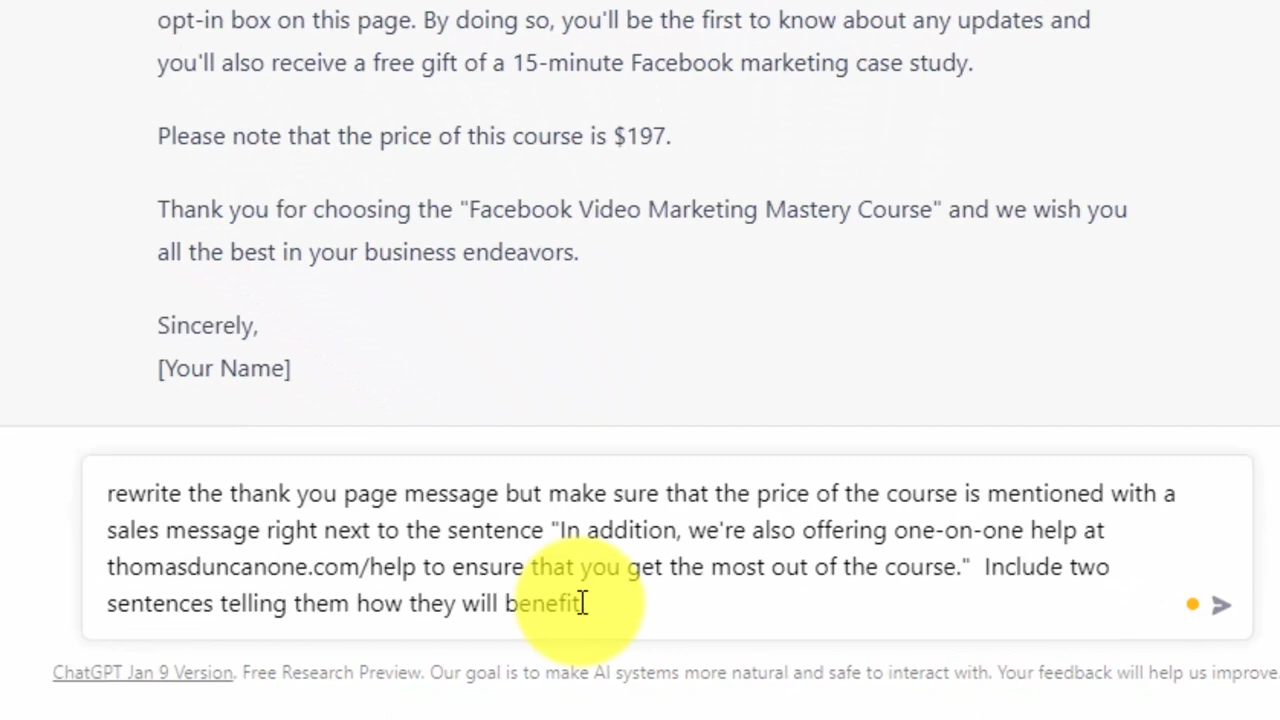 opt-in box on this page. By doing so, you'll be the first to know about any updates and
you'll also receive a free gift of a 15-minute Facebook marketing case study.
Please note that the price of this course is $197.
Thank you for choosing the "Facebook Video Marketing Mastery Course" and we wish you
all the best in your business endeavors.
Sincerely,
[Your Name]
rewrite the thank you page message but make sure that the price of the course is mentioned with a
sales message right next to the sentence "In addition, we're also offering one-on-one help at
thomasduncanone.com/help to ensure that you get the most out of the course."  Include two
sentences telling them how they will benefit
ChatGPT Jan 9 Version. Free Research Preview. Our goal is to make AI systems more natural and safe to interact with. Your feedback will help us improve.